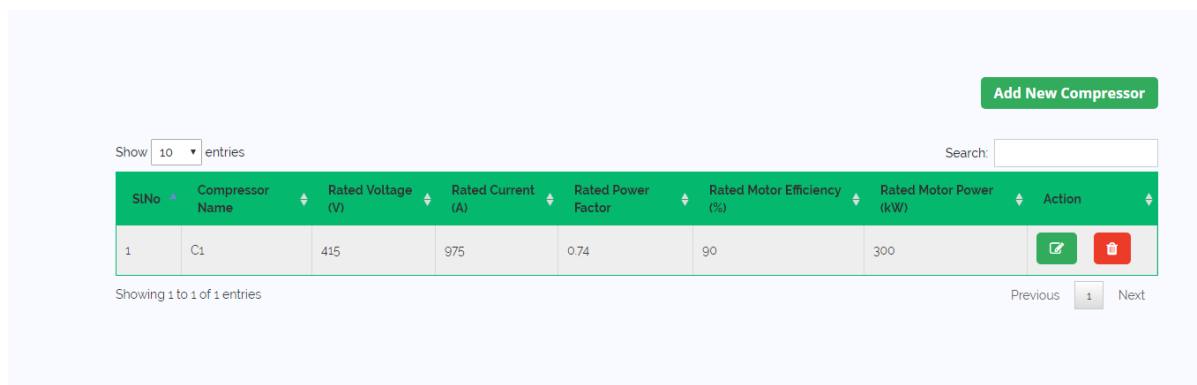 Add New Compressor
Show 10 entries
Search:
SlNo Compressor Name Rated Voltage (V) Rated Current (A) Rated Power Factor Rated Motor Efficiency (%) Rated Motor Power (kW) Action
1 C1 415 975 0.74 90 300
Showing 1 to 1 of 1 entries
Previous 1 Next